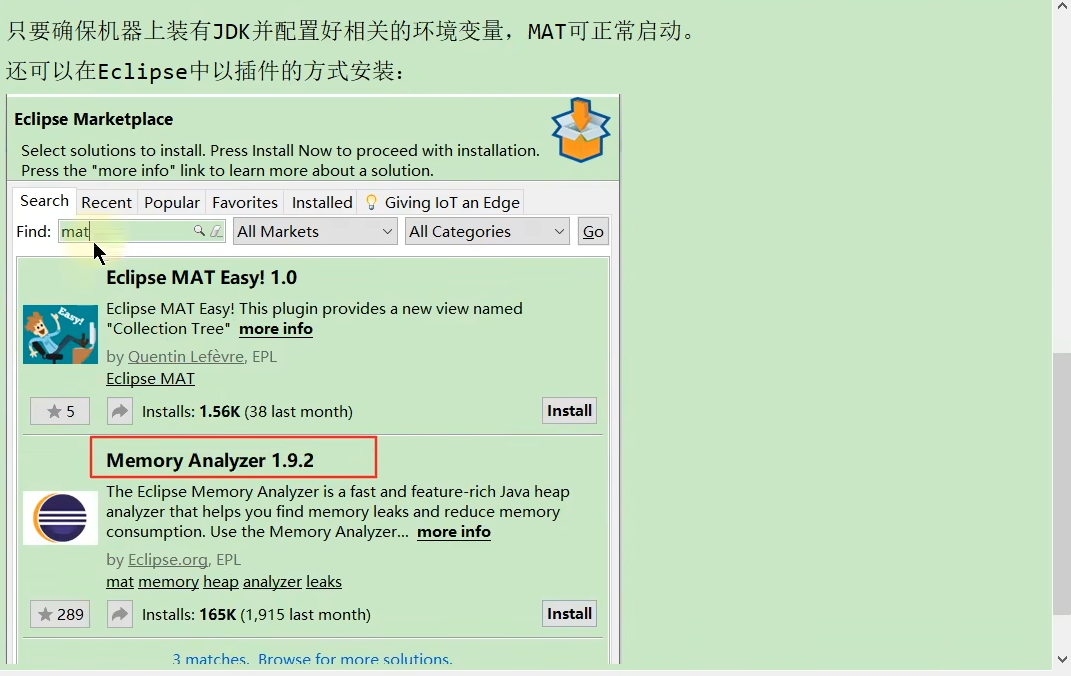 只要确保机器上装有JDK并配置好相关的环境变量，MAT可正常启动。
还可以在Eclipse中以插件的方式安装：
Eclipse Marketplace
Select solutions to install. Press Install Now to proceed with installation.
Press the "more info" link to learn more about a solution.
Search Recent Popular Favorites Installed Giving IoT an Edge
Find: mat All Markets All Categories Go
Eclipse MAT Easy! 1.0
Easy!
Eclipse MAT Easy! This plugin provides a new view named
"Collection Tree" more info
by Quentin Lefèvre, EPL
Eclipse MAT
5 Installs: 1.56K (38 last month) Install
Memory Analyzer 1.9.2
The Eclipse Memory Analyzer is a fast and feature-rich Java heap
analyzer that helps you find memory leaks and reduce memory
consumption. Use the Memory Analyzer... more info
by Eclipse.org, EPL
mat memory heap analyzer leaks
289 Installs: 165K (1,915 last month) Install
3 matches. Browse for more solutions.